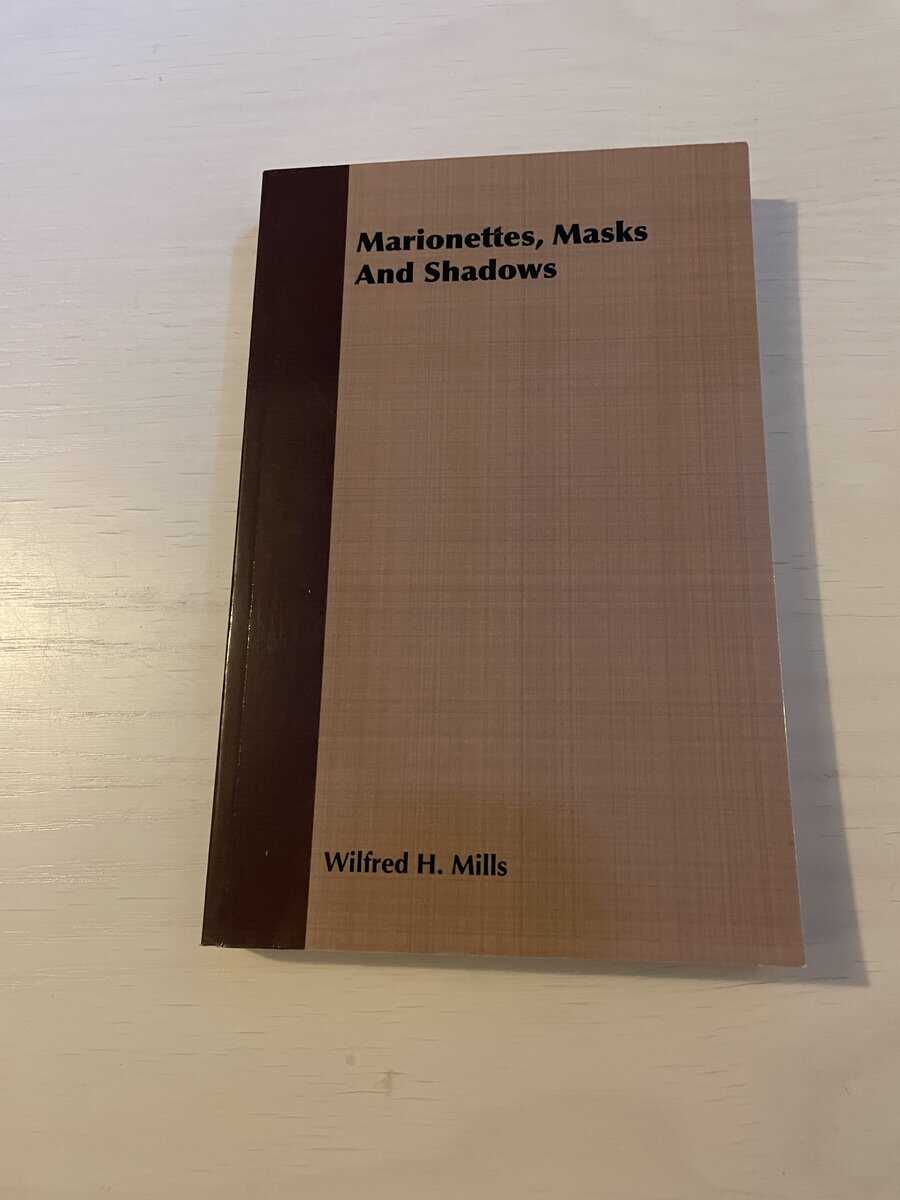 Marionettes, Masks
And Shadows
Wilfred H. Mills